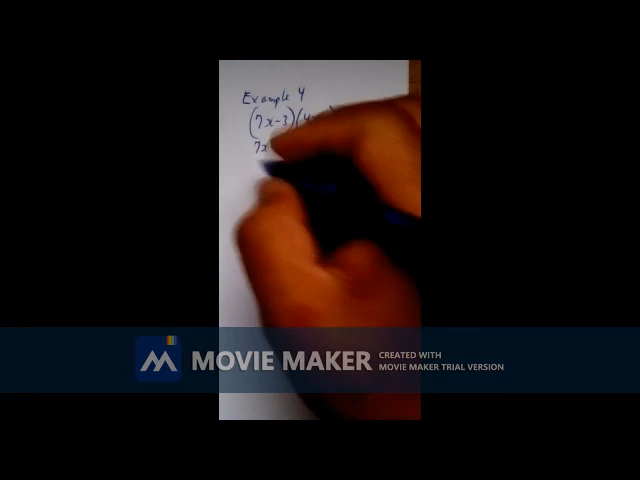 Example 4
(7x-3)(4x
7x
MOVIE MAKER
CREATED WITH
MOVIE MAKER TRIAL VERSION